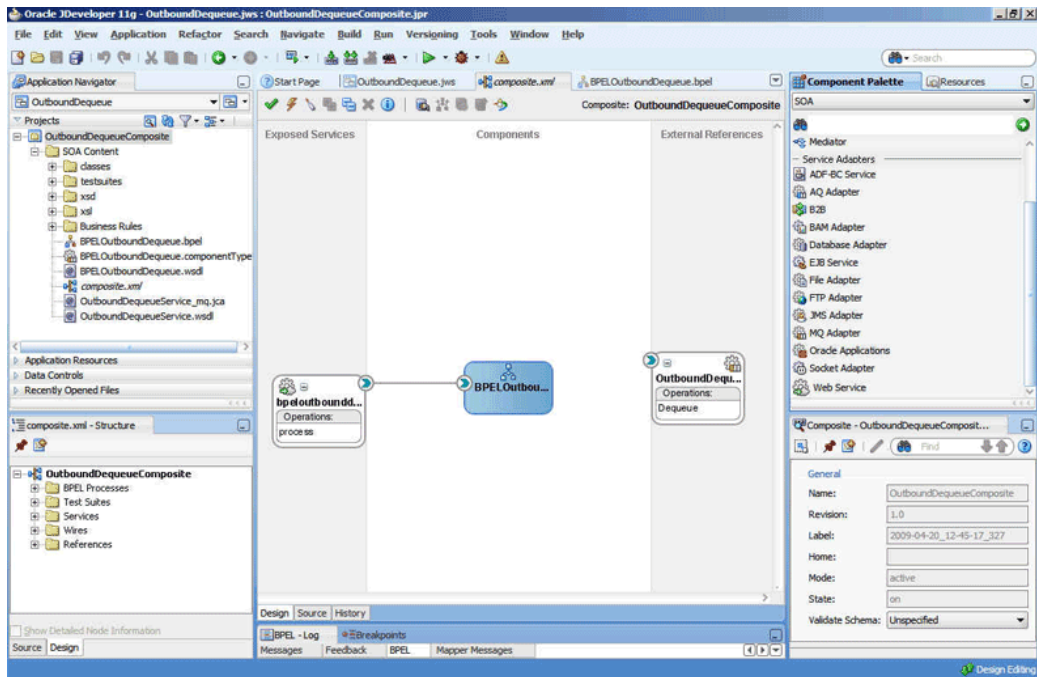 Oracle JDeveloper 11g - OutboundDequeue.jws : OutboundDequeueComposite.jpr
File Edit View Application Refactor Search Navigate Build Run Versioning Tools Window Help
Search
Application Navigator
OutboundDequeue
Projects
OutboundDequeueComposite
SOA Content
classes
testsuites
xsd
xsl
Business Rules
BPELOutboundDequeue.bpel
BPELOutboundDequeue.componentType
BPELOutboundDequeue.wsdl
composite.xml
OutboundDequeueService_mq.jca
OutboundDequeueService.wsdl
Application Resources
Data Controls
Recently Opened Files
composite.xml - Structure
OutboundDequeueComposite
BPEL Processes
Test Suites
Services
Wires
References
Show Detailed Node Information
Source Design
Start Page OutboundDequeue.jws composite.xml BPELOutboundDequeue.bpel
Composite: OutboundDequeueComposite
Exposed Services Components External References
bpeloutboundd...
Operations:
process
BPELOutbou...
OutboundDequ...
Operations:
Dequeue
Design Source History
BPEL - Log Breakpoints
Messages Feedback BPEL Mapper Messages
Component Palette Resources
SOA
Mediator
Service Adapters
ADF-BC Service
AQ Adapter
B2B
BAM Adapter
Database Adapter
EJB Service
File Adapter
FTP Adapter
JMS Adapter
MQ Adapter
Oracle Applications
Socket Adapter
Web Service
Composite - OutboundDequeueComposit...
Find
General
Name: OutboundDequeueComposite
Revision: 1.0
Label: 2009-04-20_12-45-17_327
Home:
Mode: active
State: on
Validate Schema: Unspecified
Design Editing